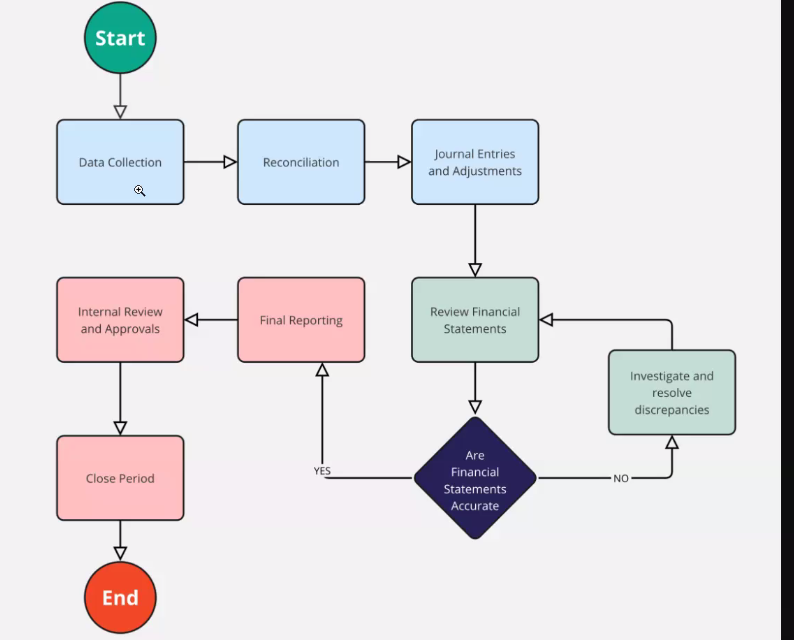 Start
Data Collection
Reconciliation
Journal Entries
and Adjustments
Internal Review
and Approvals
Final Reporting
Review Financial
Statements
Investigate and
resolve
discrepancies
YES
Are
Financial
Statements
Accurate
NO
Close Period
End